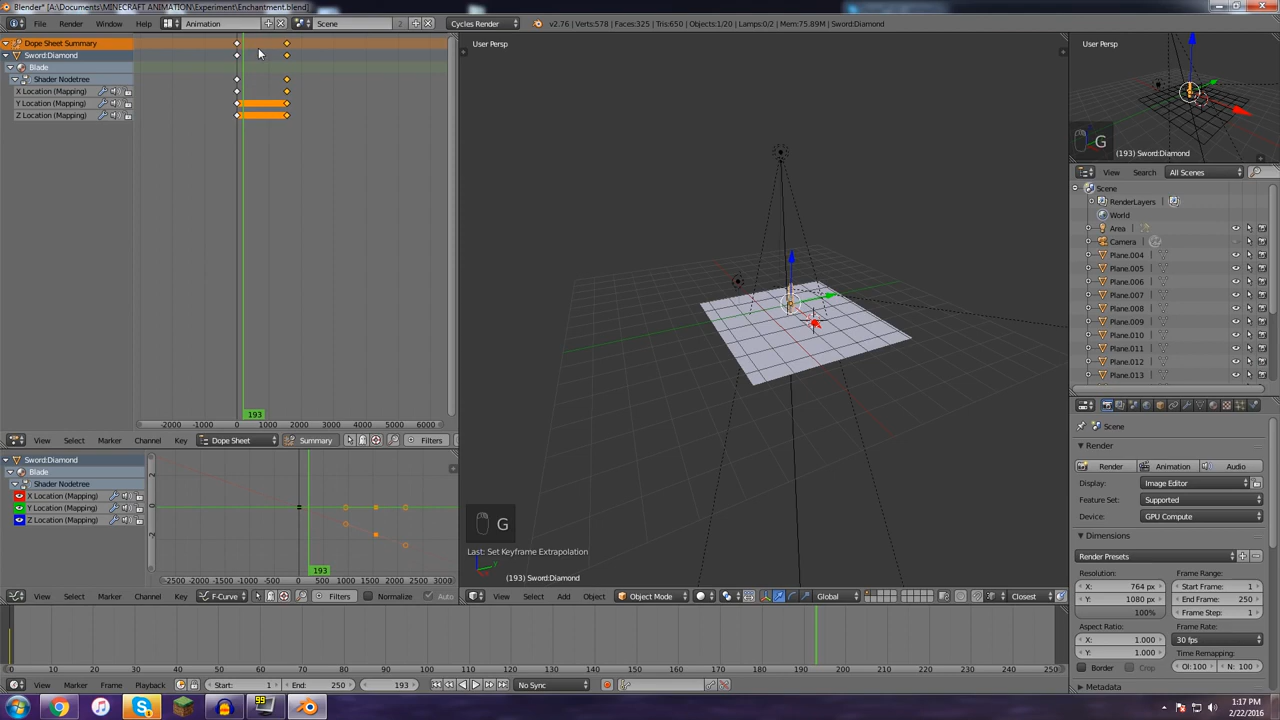 Blender* [A:\Documents\MINECRAFT ANIMATION\Experiment\Enchantment.blend]
File Render Window Help Animation Scene 2 Cycles Render v2.76 | Verts:578 | Faces:325 | Tris:650 | Objects:1/20 | Lamps:0/2 | Mem:75.89M | Sword:Diamond
Dope Sheet Summary
Sword:Diamond
Blade
Shader Nodetree
X Location (Mapping)
Y Location (Mapping)
Z Location (Mapping)
193
-2000 -1000 0 1000 2000 3000 4000 5000 6000
View Select Marker Channel Key Dope Sheet Summary Filters
Sword:Diamond
Blade
Shader Nodetree
X Location (Mapping)
Y Location (Mapping)
Z Location (Mapping)
2
0
-2
193
-2500 -2000 -1500 -1000 -500 0 500 1000 1500 2000 2500 3000
View Select Marker Channel Key F-Curve Filters Normalize Auto
User Persp
G
Last: Set Keyframe Extrapolation
(193) Sword:Diamond
View Select Add Object Object Mode Global Closest
User Persp
G
(193) Sword:Diamond
View Search All Scenes
Scene
RenderLayers
World
Area
Camera
Plane.004
Plane.005
Plane.006
Plane.007
Plane.008
Plane.009
Plane.010
Plane.011
Plane.012
Plane.013
Scene
Render
Render Animation Audio
Display: Image Editor
Feature Set: Supported
Device: GPU Compute
Dimensions
Render Presets
Resolution: Frame Range:
X: 764 px Start Frame: 1
Y: 1080 px End Frame: 250
100% Frame Step: 1
Aspect Ratio: Frame Rate:
X: 1.000 30 fps
Y: 1.000 Time Remapping:
Border Crop Ol:100 N: 100
Metadata
0 10 20 30 40 50 60 70 80 90 100 110 120 130 140 150 160 170 180 190 200 210 220 230 240 250
View Marker Frame Playback Start: 1 End: 250 193 No Sync
99
1:17 PM
2/22/2016